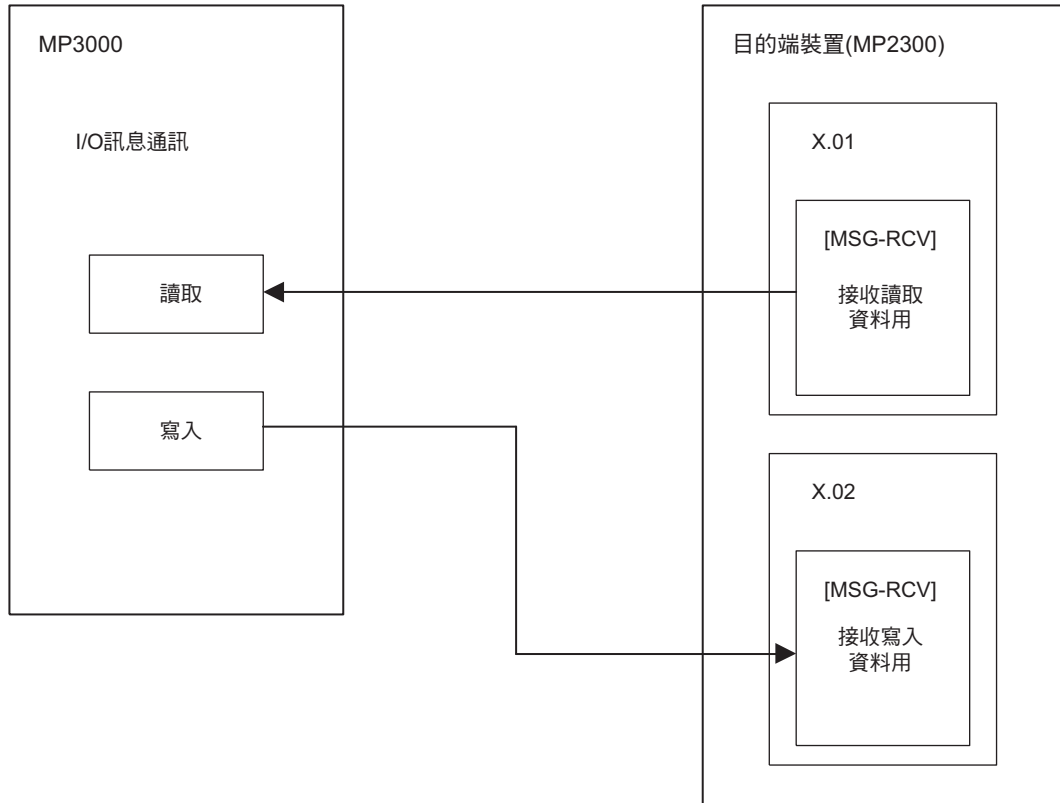 MP3000
I/O訊息通訊
讀取
寫入
目的端裝置(MP2300)
X.01
[MSG-RCV]
接收讀取
資料用
X.02
[MSG-RCV]
接收寫入
資料用